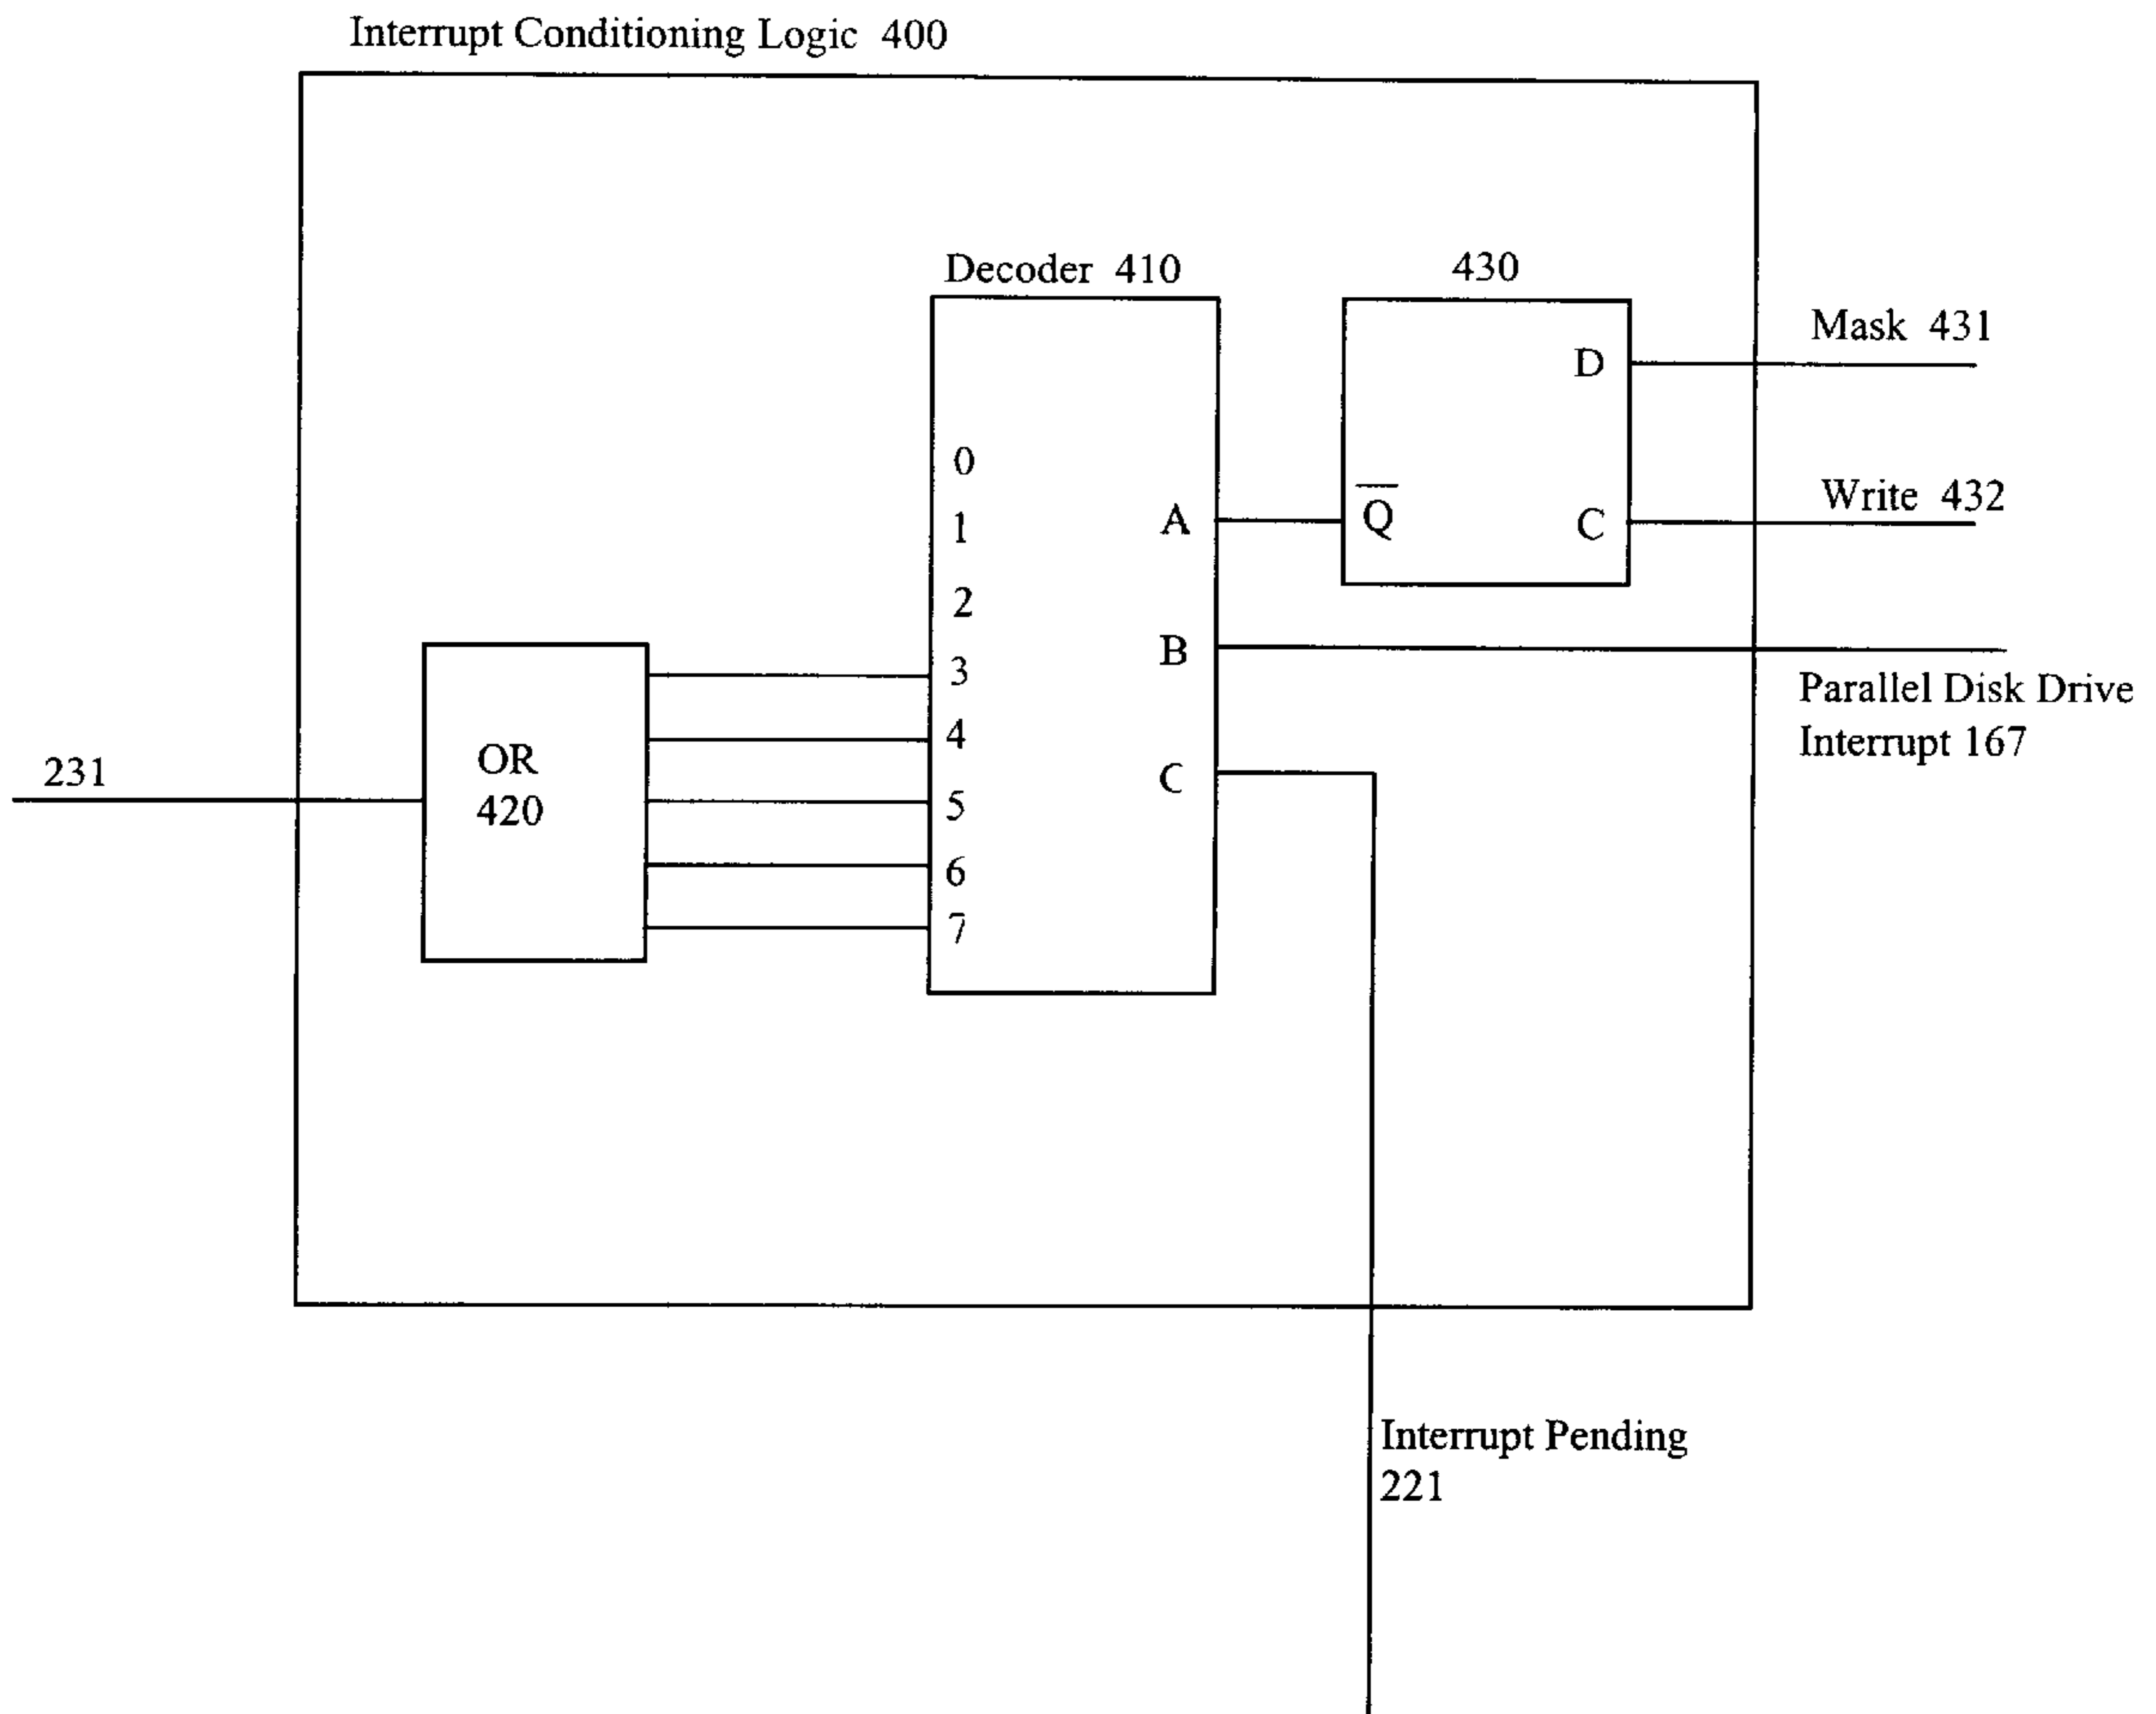 Interrupt Conditioning Logic 400
Decoder 410
430
Mask 431
D
0
Write 432
1
A
Q
C
2
B
3
Parallel Disk Drive
Interrupt 167
4
OR
420
231
C
5
6
7
Interrupt Pending
221